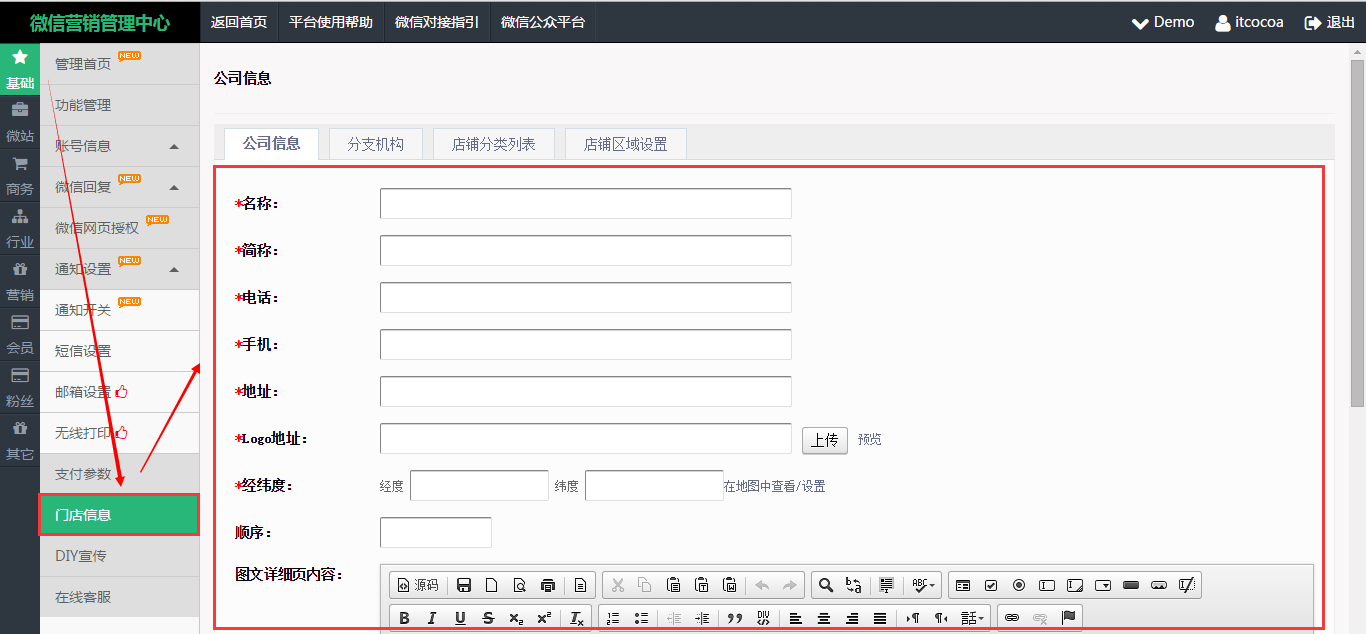 微信营销管理中心 返回首页 平台使用帮助 微信对接指引 微信公众平台 Demo itcocoa 退出
基础
微站
商务
行业
营销
会员
粉丝
其它
管理首页 NEW
功能管理
账号信息
微信回复 NEW
微信网页授权 NEW
通知设置 NEW
通知开关 NEW
短信设置
邮箱设置
无线打印
支付参数
门店信息
DIY宣传
在线客服
公司信息
公司信息 分支机构 店铺分类列表 店铺区域设置
*名称：
*简称：
*电话：
*手机：
*地址：
*Logo地址： 上传 预览
*经纬度： 经度 纬度 在地图中查看/设置
顺序：
图文详细页内容：
源码